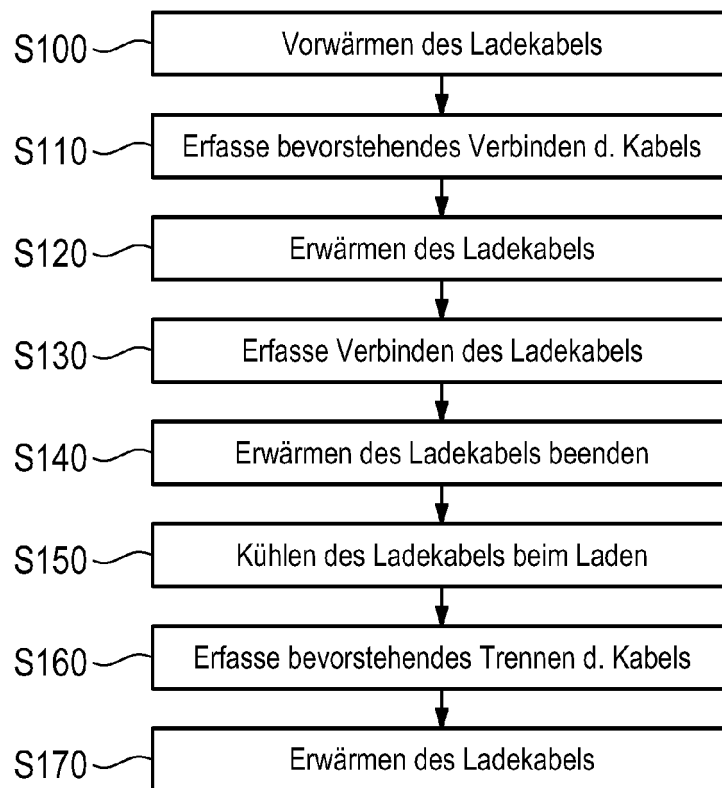 S100 Vorwärmen des Ladekabels
S110 Erfasse bevorstehendes Verbinden d. Kabels
S120 Erwärmen des Ladekabels
S130 Erfasse Verbinden des Ladekabels
S140 Erwärmen des Ladekabels beenden
S150 Kühlen des Ladekabels beim Laden
S160 Erfasse bevorstehendes Trennen d. Kabels
S170 Erwärmen des Ladekabels